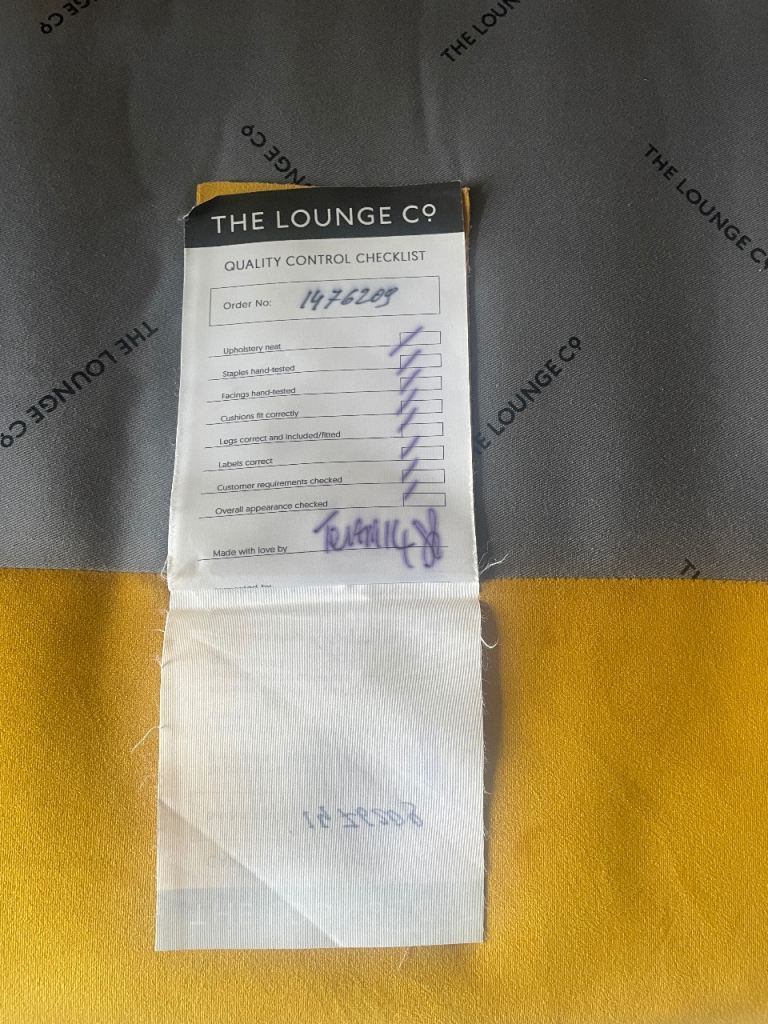 THE LOUNGE Co
THE LOUNGE Co
THE LOUNGE Co
THE LOUNGE Co
THE LOUNGE Co
QUALITY CONTROL CHECKLIST
Order No: 1476209
Upholstery neat
Staples hand-tested
Facings hand-tested
Cushions fit correctly
Legs correct and included/fitted
Labels correct
Customer requirements checked
Overall appearance checked
Made with love by